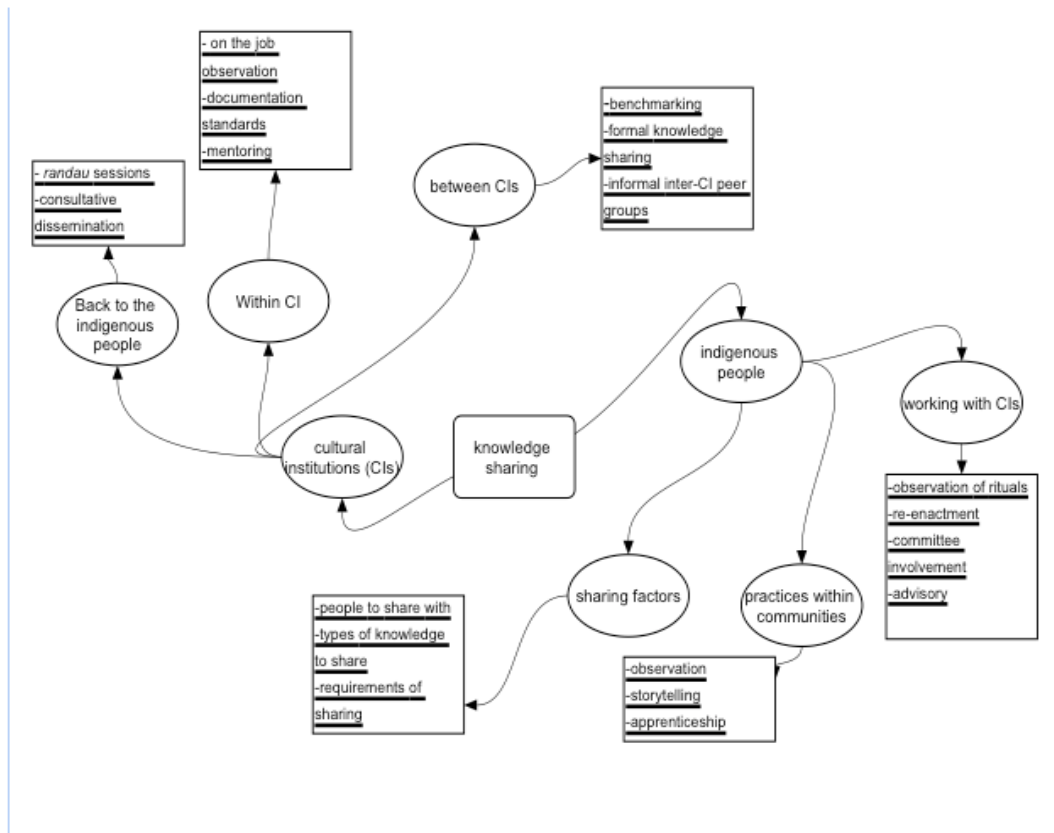 - on the job
observation
-documentation
standards
-mentoring
-benchmarking
-formal knowledge
sharing
-informal inter-CI peer
groups
- randau sessions
-consultative
dissemination
between CIs
Within CI
Back to the
indigenous
people
indigenous
people
working with CIs
cultural
institutions (CIs)
knowledge
sharing
-observation of rituals
-re-enactment
-committee
involvement
-advisory
sharing factors
practices within
communities
-people to share with
-types of knowledge
to share
-requirements of
sharing
-observation
-storytelling
-apprenticeship